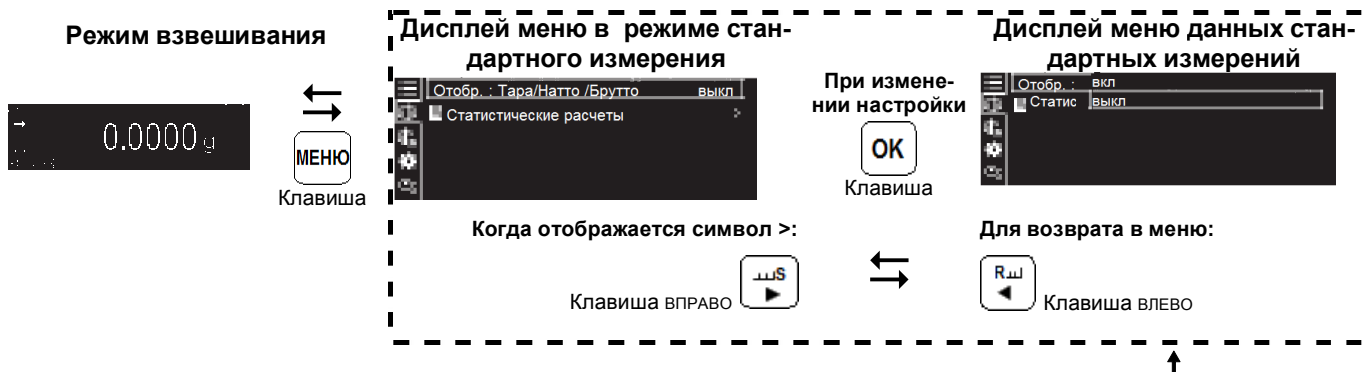 Режим взвешивания
0.0000 g
МЕНЮ
Клавиша
Дисплей меню в режиме стан-
дартного измерения
Отобр. : Тара/Натто /Брутто выкл
Статистические расчеты >
При измене-
нии настройки
OK
Клавиша
Дисплей меню данных стан-
дартных измерений
Отобр. : вкл
Статис выкл
Когда отображается символ >:
Клавиша ВПРАВО
S
Для возврата в меню:
R
Клавиша ВЛЕВО